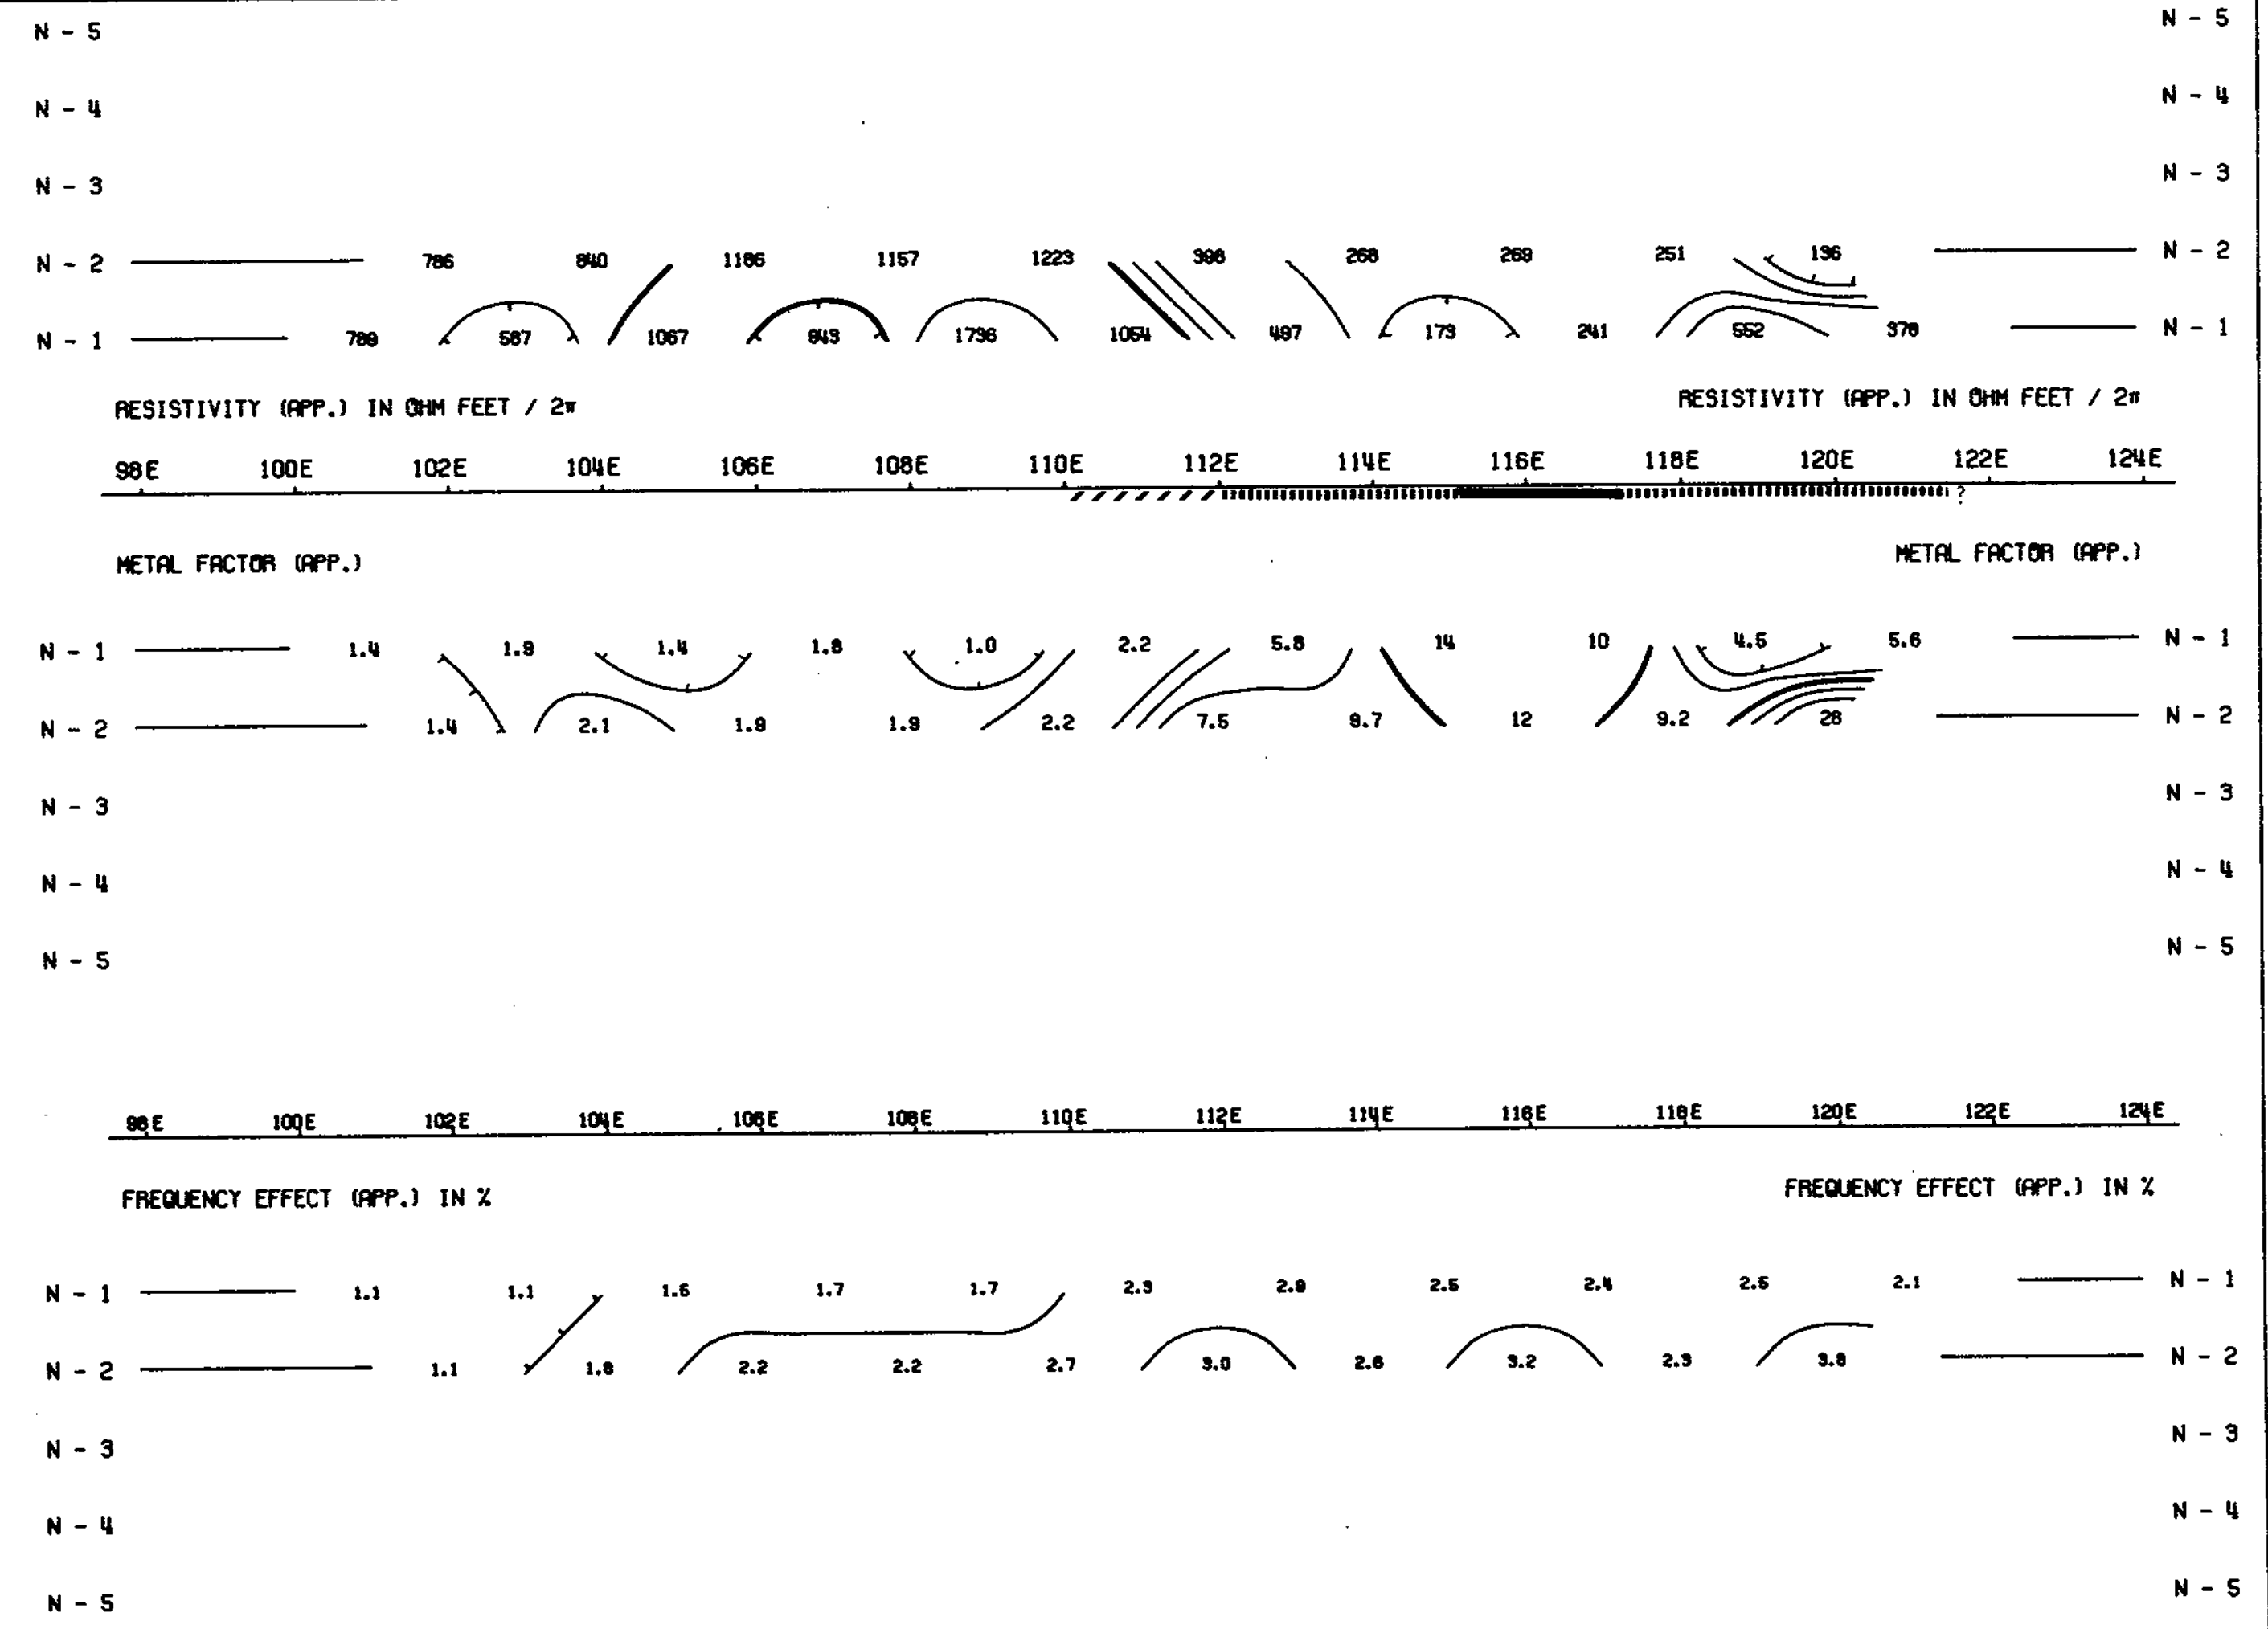 N - 5 N - 5
N - 4 N - 4
N - 3 N - 3
N - 2 786 840 1186 1157 1223 398 268 269 251 136 N - 2
N - 1 789 587 1067 943 1736 1054 497 173 241 552 378 N - 1
RESISTIVITY (APP.) IN OHM FEET / 2π RESISTIVITY (APP.) IN OHM FEET / 2π
98E 100E 102E 104E 106E 108E 110E 112E 114E 116E 118E 120E 122E 124E
?
METAL FACTOR (APP.) METAL FACTOR (APP.)
N - 1 1.4 1.9 1.4 1.8 1.0 2.2 5.8 14 10 4.5 5.6 N - 1
N - 2 1.4 2.1 1.9 1.9 2.2 7.5 9.7 12 9.2 28 N - 2
N - 3 N - 3
N - 4 N - 4
N - 5 N - 5
98E 100E 102E 104E 106E 108E 110E 112E 114E 116E 118E 120E 122E 124E
FREQUENCY EFFECT (APP.) IN % FREQUENCY EFFECT (APP.) IN %
N - 1 1.1 1.1 1.5 1.7 1.7 2.3 2.9 2.5 2.4 2.5 2.1 N - 1
N - 2 1.1 1.8 2.2 2.2 2.7 3.0 2.6 3.2 2.3 3.8 N - 2
N - 3 N - 3
N - 4 N - 4
N - 5 N - 5